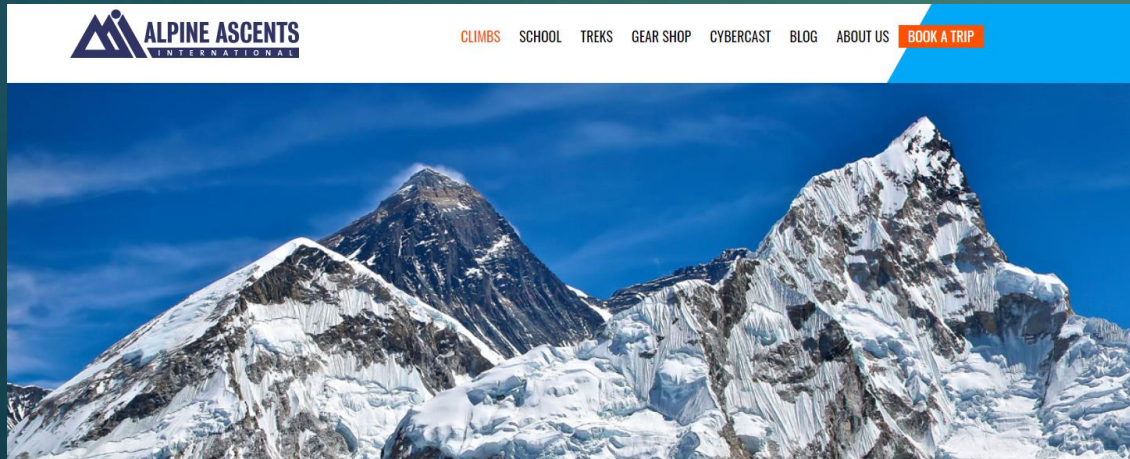 ALPINE ASCENTS
INTERNATIONAL
CLIMBS SCHOOL TREKS GEAR SHOP CYBERCAST BLOG ABOUT US BOOK A TRIP